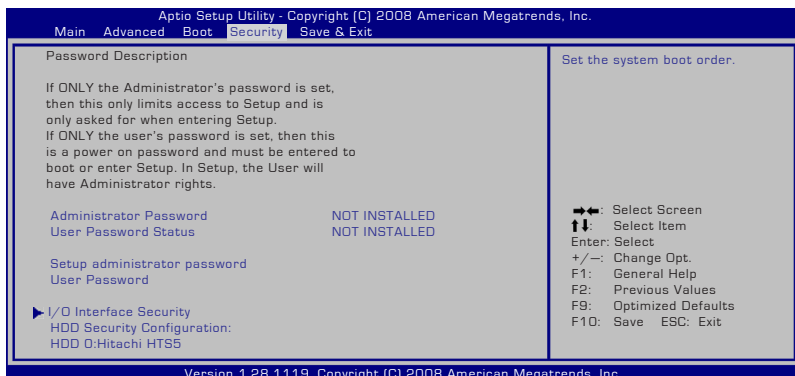 Aptio Setup Utility - Copyright (C) 2008 American Megatrends, Inc.
Main Advanced Boot Security Save & Exit
Password Description
Set the system boot order.
If ONLY the Administrator's password is set,
then this only limits access to Setup and is
only asked for when entering Setup.
If ONLY the user's password is set, then this
is a power on password and must be entered to
boot or enter Setup. In Setup, the User will
have Administrator rights.
Administrator Password NOT INSTALLED
User Password Status NOT INSTALLED
Setup administrator password
User Password
I/O Interface Security
HDD Security Configuration:
HDD 0:Hitachi HTS5
→←: Select Screen
↑↓: Select Item
Enter: Select
+/—: Change Opt.
F1: General Help
F2: Previous Values
F9: Optimized Defaults
F10: Save ESC: Exit
Version 1.28.1119. Copyright (C) 2008 American Megatrends, Inc.